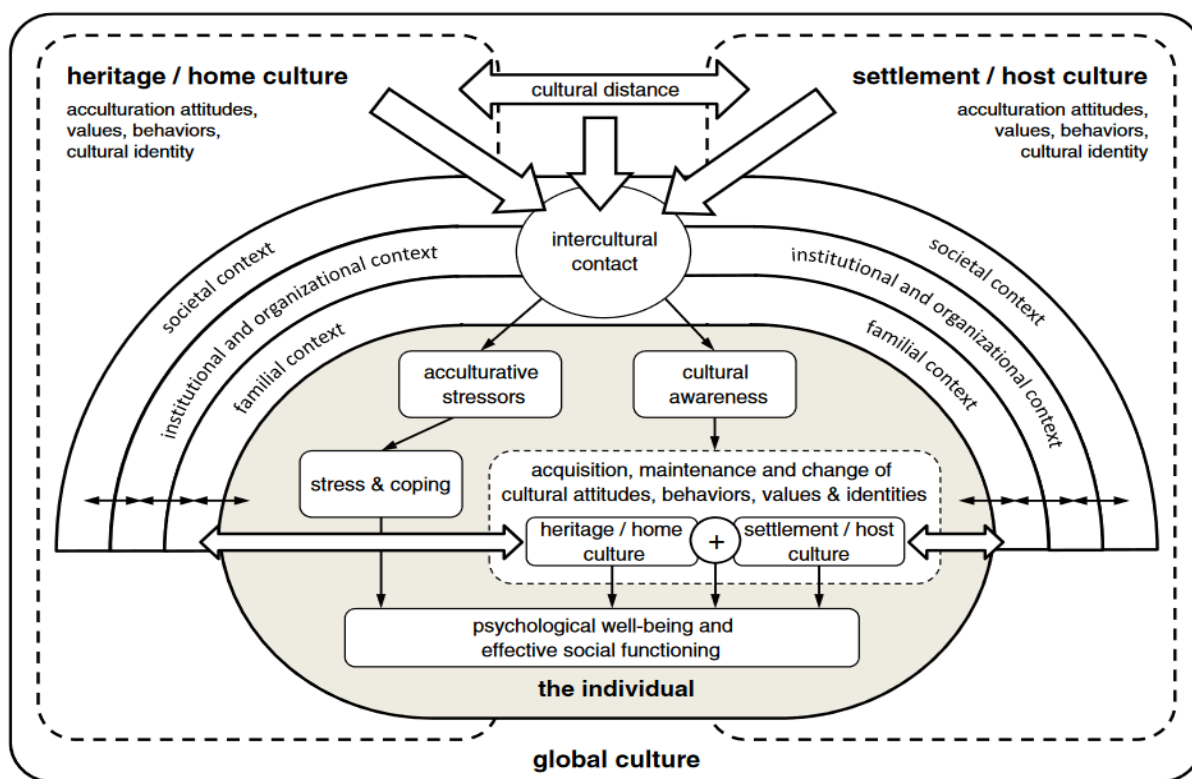 heritage / home culture
acculturation attitudes,
values, behaviors,
cultural identity
cultural distance
settlement / host culture
acculturation attitudes,
values, behaviors,
cultural identity
intercultural
contact
societal context
institutional and organizational context
familial context
societal context
institutional and organizational context
familial context
acculturative
stressors
cultural
awareness
stress & coping
acquisition, maintenance and change of
cultural attitudes, behaviors, values & identities
heritage / home
culture
+
settlement / host
culture
psychological well-being and
effective social functioning
the individual
global culture